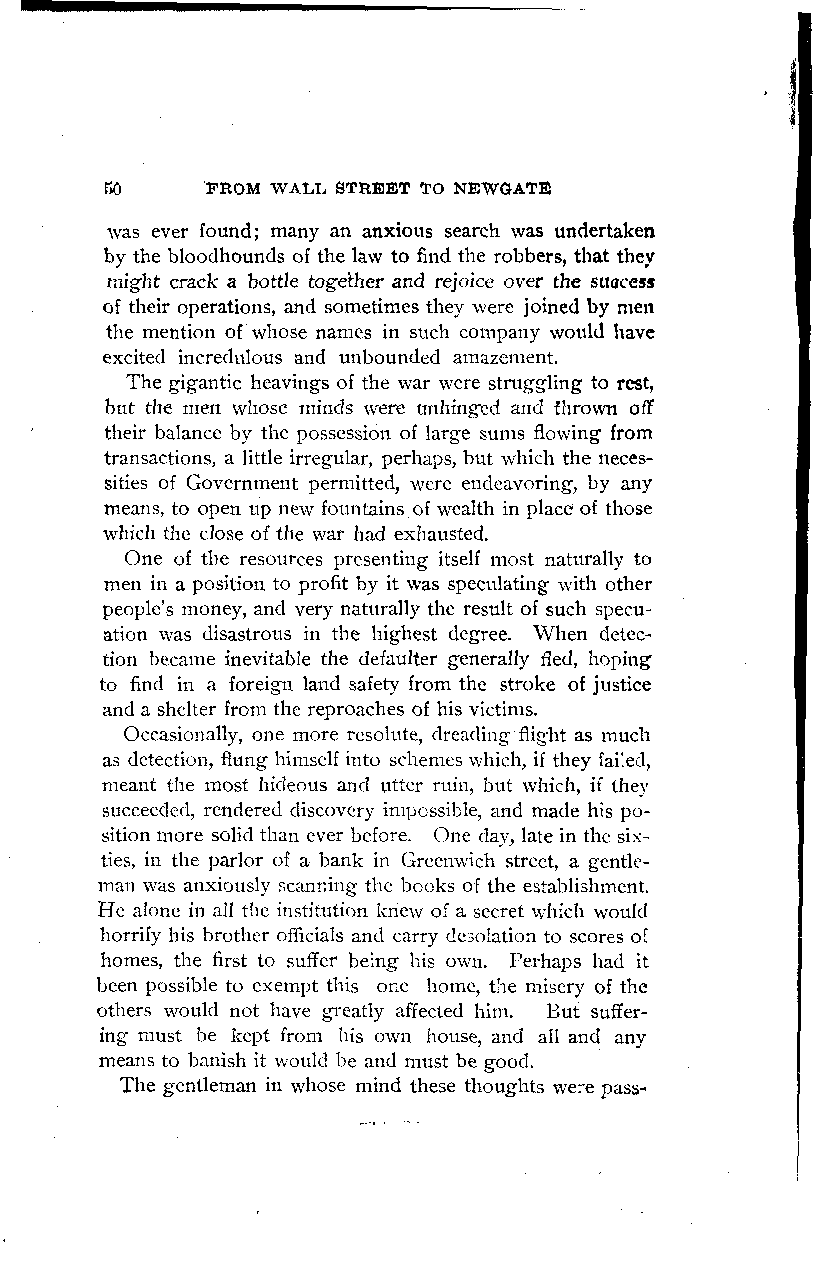 50 FROM WALL STREET TO NEWGATE
was ever found; many an anxious search was undertaken
by the bloodhounds of the law to find the robbers, that they
might crack a bottle together and rejoice over the suacess
of their operations, and sometimes they were joined by men
the mention of whose names in such company would have
excited incredulous and unbounded amazement.
The gigantic heavings of the war were struggling to rest,
but the men whose minds were unhinged and thrown off
their balance by the possession of large sums flowing from
transactions, a little irregular, perhaps, but which the neces-
sities of Government permitted, were endeavoring, by any
means, to open up new fountains of wealth in place of those
which the close of the war had exhausted.
One of the resources presenting itself most naturally to
men in a position to profit by it was speculating with other
people's money, and very naturally the result of such specu-
ation was disastrous in the highest degree. When detec-
tion became inevitable the defaulter generally fled, hoping
to find in a foreign land safety from the stroke of justice
and a shelter from the reproaches of his victims.
Occasionally, one more resolute, dreading flight as much
as detection, flung himself into schemes which, if they failed,
meant the most hideous and utter ruin, but which, if they
succeeded, rendered discovery impossible, and made his po-
sition more solid than ever before. One day, late in the six-
ties, in the parlor of a bank in Greenwich street, a gentle-
man was anxiously scanning the books of the establishment.
He alone in all the institution knew of a secret which would
horrify his brother officials and carry desolation to scores of
homes, the first to suffer being his own. Perhaps had it
been possible to exempt this one home, the misery of the
others would not have greatly affected him. But suffer-
ing must be kept from his own house, and all and any
means to banish it would be and must be good.
The gentleman in whose mind these thoughts were pass-